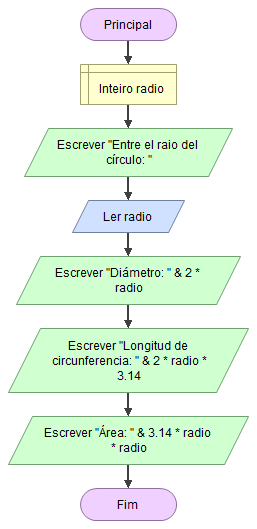 Principal
Inteiro radio
Escrever "Entre el raio del
círculo: "
Ler radio
Escrever "Diámetro: " & 2 *
radio
Escrever "Longitud de
circunferencia: " & 2 * radio *
3.14
Escrever "Área: " & 3.14 * radio
* radio
Fim